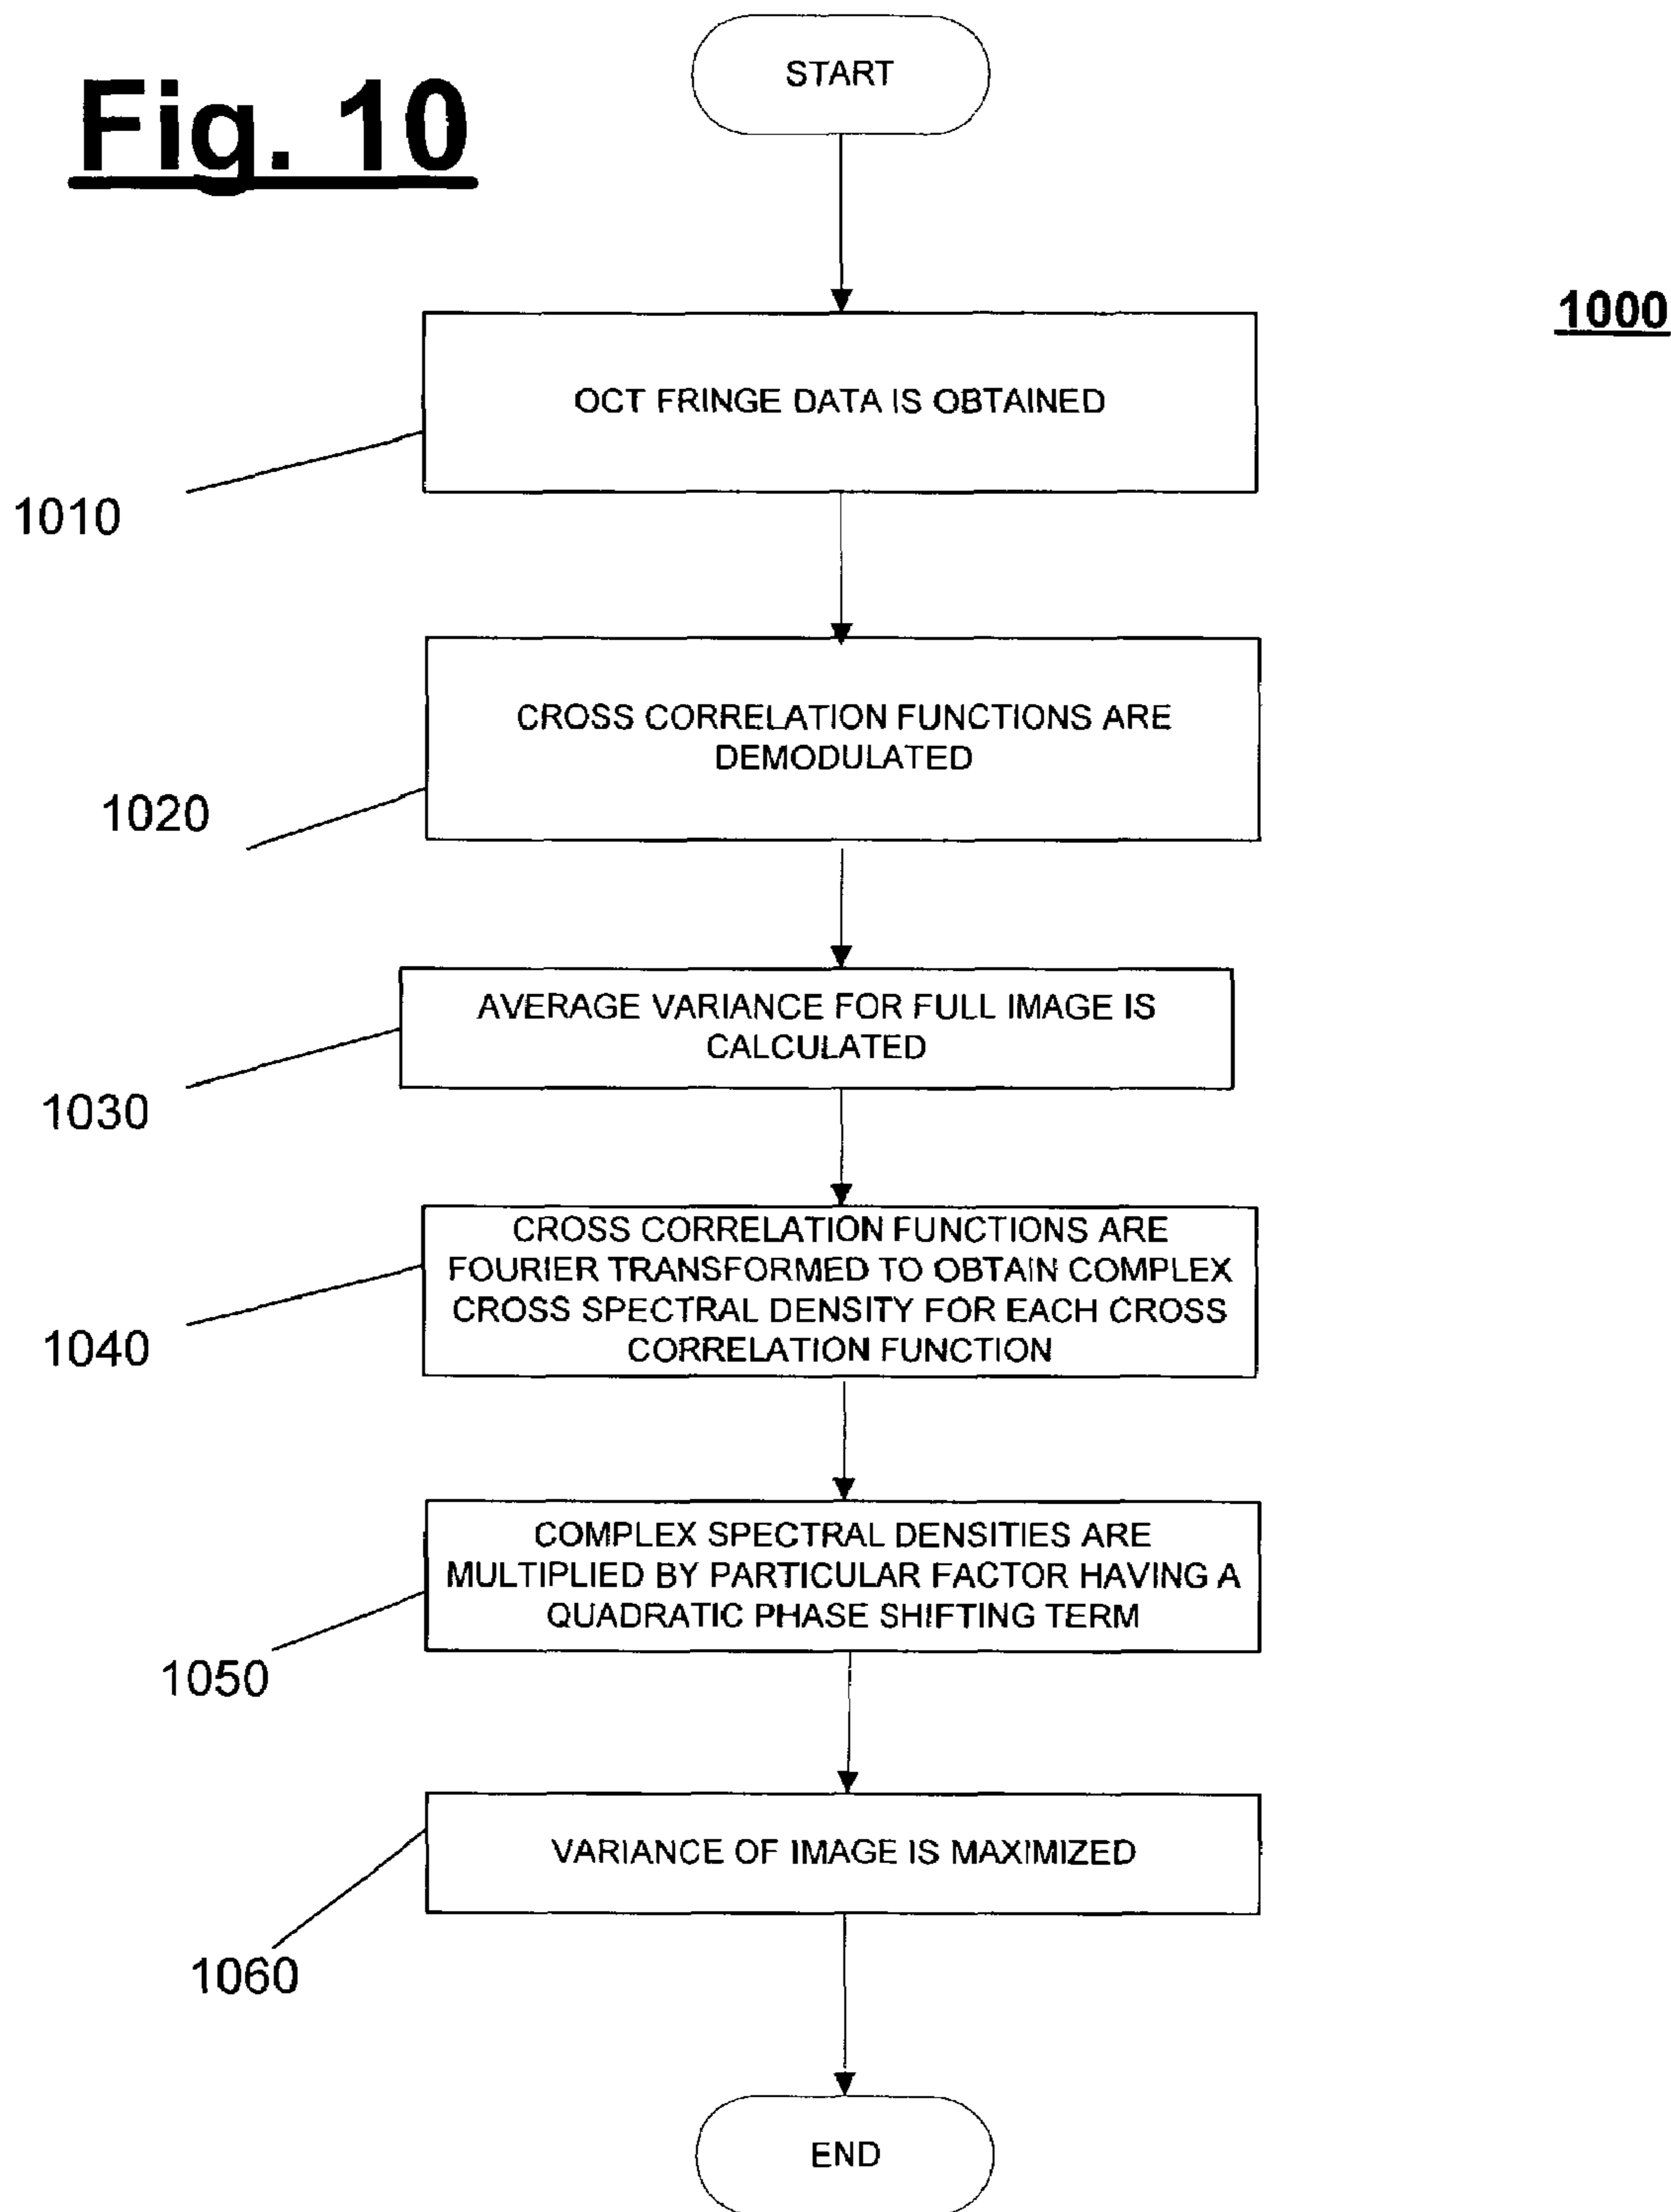 Fig. 10
START
1000
OCT FRINGE DATA IS OBTAINED
1010
CROSS CORRELATION FUNCTIONS ARE
DEMODULATED
1020
AVERAGE VARIANCE FOR FULL IMAGE IS
CALCULATED
1030
CROSS CORRELATION FUNCTIONS ARE
FOURIER TRANSFORMED TO OBTAIN COMPLEX
CROSS SPECTRAL DENSITY FOR EACH CROSS
CORRELATION FUNCTION
1040
COMPLEX SPECTRAL DENSITIES ARE
MULTIPLIED BY PARTICULAR FACTOR HAVING A
QUADRATIC PHASE SHIFTING TERM
1050
VARIANCE OF IMAGE IS MAXIMIZED
1060
END